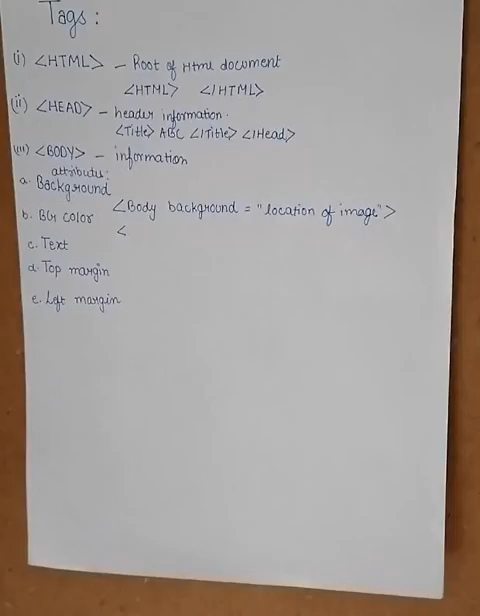 Tags :
(i) <HTML> - Root of Html document
<HTML> </HTML>
(ii) <HEAD> - header information.
<Title> ABC </Title> </Head>
(iii) <BODY> - information
attributes:
a. Background
<Body background = "location of image">
b. BG color
<
c. Text
d. Top margin
e. Left margin